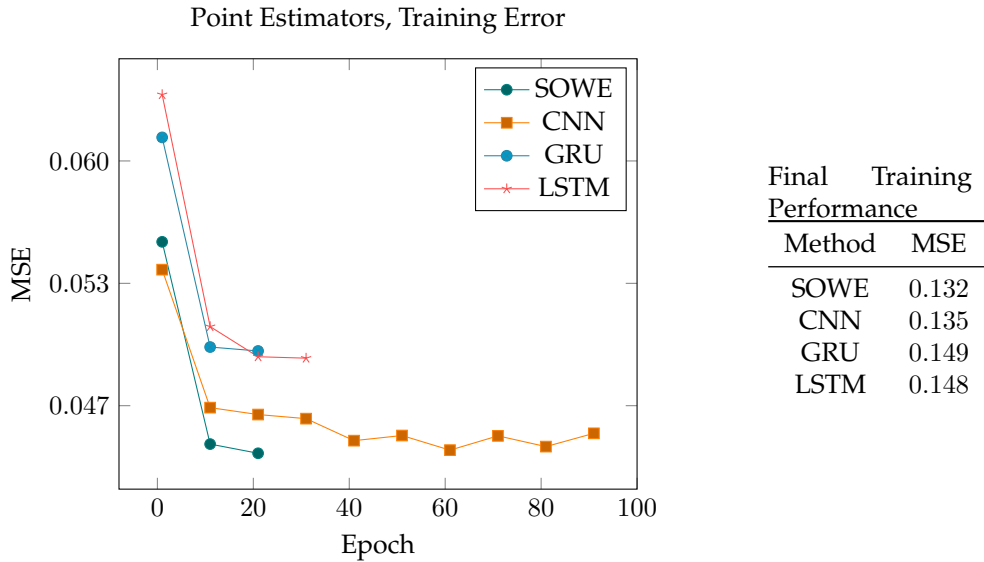 Point Estimators, Training Error
SOWE
CNN
GRU
LSTM
0.060
0.053
0.047
MSE
0 20 40 60 80 100
Epoch
Final Training
Performance
Method MSE
SOWE 0.132
CNN 0.135
GRU 0.149
LSTM 0.148